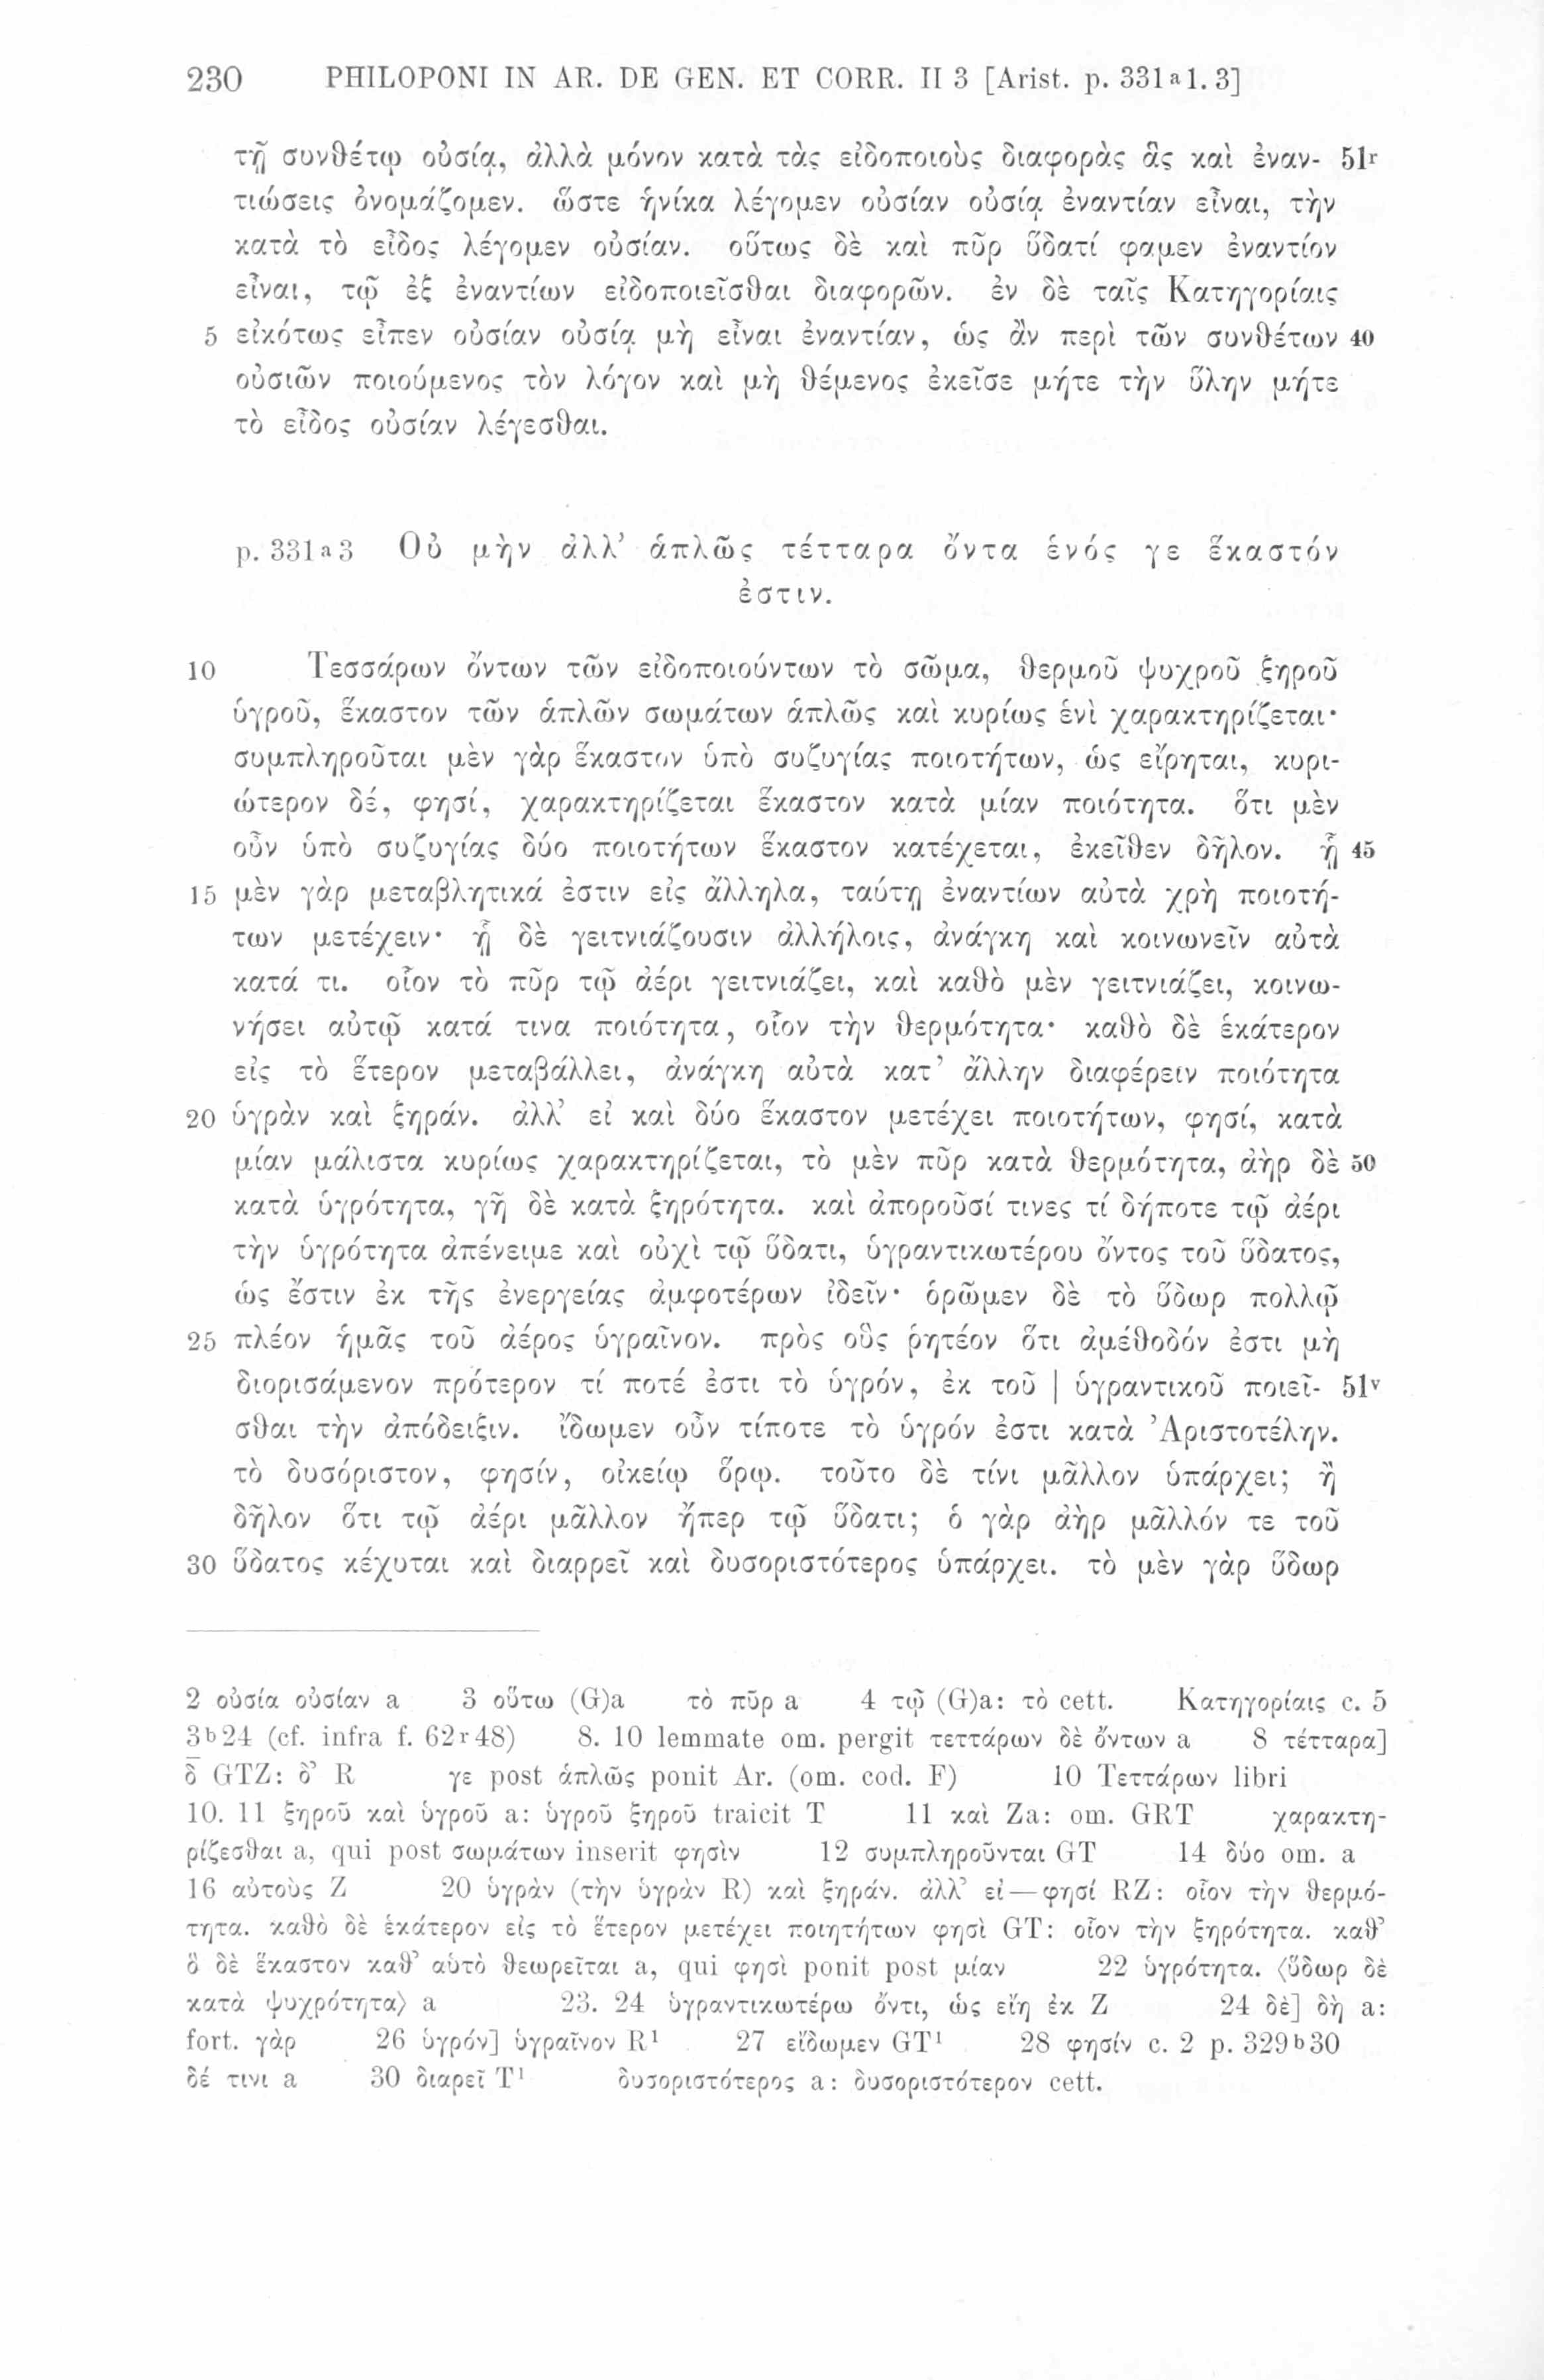 230 PHILOPONI IN AR. DE GEN. ET CORR. II 3 [Arist. p. 331ᵃ1. 3]
τῇ συνθέτῳ οὐσίᾳ, ἀλλὰ μόνον κατὰ τὰς εἰδοποιοὺς διαφορὰς ἃς καὶ ἐναν- 51ʳ
τιώσεις ὀνομάζομεν. ὥστε ἡνίκα λέγομεν οὐσίαν οὐσίᾳ ἐναντίαν εἶναι, τὴν
κατὰ τὸ εἶδος λέγομεν οὐσίαν. οὕτως δὲ καὶ πῦρ ὕδατί φαμεν ἐναντίον
εἶναι, τῷ ἐξ ἐναντίων εἰδοποιεῖσθαι διαφορῶν. ἐν δὲ ταῖς Κατηγορίαις
5 εἰκότως εἶπεν οὐσίαν οὐσίᾳ μὴ εἶναι ἐναντίαν, ὡς ἂν περὶ τῶν συνθέτων 40
οὐσιῶν ποιούμενος τὸν λόγον καὶ μὴ θέμενος ἐκεῖσε μήτε τὴν ὕλην μήτε
τὸ εἶδος οὐσίαν λέγεσθαι.
p. 331ᵃ3 Οὐ μὴν ἀλλ’ ἁπλῶς τέτταρα ὄντα ἑνός γε ἕκαστόν
ἐστιν.
10 Τεσσάρων ὄντων τῶν εἰδοποιούντων τὸ σῶμα, θερμοῦ ψυχροῦ ξηροῦ
ὑγροῦ, ἕκαστον τῶν ἁπλῶν σωμάτων ἁπλῶς καὶ κυρίως ἑνὶ χαρακτηρίζεται·
συμπληροῦται μὲν γὰρ ἕκαστον ὑπὸ συζυγίας ποιοτήτων, ὡς εἴρηται, κυρι-
ώτερον δέ, φησί, χαρακτηρίζεται ἕκαστον κατὰ μίαν ποιότητα. ὅτι μὲν
οὖν ὑπὸ συζυγίας δύο ποιοτήτων ἕκαστον κατέχεται, ἐκεῖθεν δῆλον. ᾗ 45
15 μὲν γὰρ μεταβλητικά ἐστιν εἰς ἄλληλα, ταύτῃ ἐναντίων αὐτὰ χρὴ ποιοτή-
των μετέχειν· ᾗ δὲ γειτνιάζουσιν ἀλλήλοις, ἀνάγκη καὶ κοινωνεῖν αὐτὰ
κατά τι. οἷον τὸ πῦρ τῷ ἀέρι γειτνιάζει, καὶ καθὸ μὲν γειτνιάζει, κοινω-
νήσει αὐτῷ κατά τινα ποιότητα, οἷον τὴν θερμότητα· καθὸ δὲ ἑκάτερον
εἰς τὸ ἕτερον μεταβάλλει, ἀνάγκη αὐτὰ κατ’ ἄλλην διαφέρειν ποιότητα
20 ὑγρὰν καὶ ξηράν. ἀλλ’ εἰ καὶ δύο ἕκαστον μετέχει ποιοτήτων, φησί, κατὰ
μίαν μάλιστα κυρίως χαρακτηρίζεται, τὸ μὲν πῦρ κατὰ θερμότητα, ἀὴρ δὲ 50
κατὰ ὑγρότητα, γῆ δὲ κατὰ ξηρότητα. καὶ ἀποροῦσί τινες τί δήποτε τῷ ἀέρι
τὴν ὑγρότητα ἀπένειμε καὶ οὐχὶ τῷ ὕδατι, ὑγραντικωτέρου ὄντος τοῦ ὕδατος,
ὡς ἔστιν ἐκ τῆς ἐνεργείας ἀμφοτέρων ἰδεῖν· ὁρῶμεν δὲ τὸ ὕδωρ πολλῷ
25 πλέον ἡμᾶς τοῦ ἀέρος ὑγραῖνον. πρὸς οὓς ῥητέον ὅτι ἀμέθοδόν ἐστι μὴ
διορισάμενον πρότερον τί ποτέ ἐστι τὸ ὑγρόν, ἐκ τοῦ | ὑγραντικοῦ ποιεῖ- 51ᵛ
σθαι τὴν ἀπόδειξιν. ἴδωμεν οὖν τίποτε τὸ ὑγρόν ἐστι κατὰ Ἀριστοτέλην.
τὸ δυσόριστον, φησίν, οἰκείῳ ὅρῳ. τοῦτο δὲ τίνι μᾶλλον ὑπάρχει; ἢ
δῆλον ὅτι τῷ ἀέρι μᾶλλον ἤπερ τῷ ὕδατι; ὁ γὰρ ἀὴρ μᾶλλόν τε τοῦ
30 ὕδατος κέχυται καὶ διαρρεῖ καὶ δυσοριστότερος ὑπάρχει. τὸ μὲν γὰρ ὕδωρ
2 οὐσία οὐσίαν a 3 οὕτω (G)a τὸ πῦρ a 4 τῷ (G)a: τὸ cett. Κατηγορίαις c. 5
3ᵇ24 (cf. infra f. 62ʳ48) 8. 10 lemmate om. pergit τεττάρων δὲ ὄντων a 8 τέτταρα]
δ̄ GTZ: δ’ R γε post ἁπλῶς ponit Ar. (om. cod. F) 10 Τεττάρων libri
10. 11 ξηροῦ καὶ ὑγροῦ a: ὑγροῦ ξηροῦ traicit T 11 καὶ Za: om. GRT χαρακτη-
ρίζεσθαι a, qui post σωμάτων inserit φησὶν 12 συμπληροῦνται GT 14 δύο om. a
16 αὐτοὺς Z 20 ὑγρὰν (τὴν ὑγρὰν R) καὶ ξηράν. ἀλλ’ εἰ — φησί RZ: οἷον τὴν θερμό-
τητα. καθὸ δὲ ἑκάτερον εἰς τὸ ἕτερον μετέχει ποιητήτων φησὶ GT: οἷον τὴν ξηρότητα. καθ’
ὃ δὲ ἕκαστον καθ’ αὑτὸ θεωρεῖται a, qui φησὶ ponit post μίαν 22 ὑγρότητα. ⟨ὕδωρ δὲ
κατὰ ψυχρότητα⟩ a 23. 24 ὑγραντικωτέρω ὄντι, ὡς εἴη ἐκ Z 24 δὲ] δὴ a:
fort. γὰρ 26 ὑγρόν] ὑγραῖνον R¹ 27 εἴδωμεν GT¹ 28 φησίν c. 2 p. 329ᵇ30
δέ τινι a 30 διαρεῖ T¹ δυσοριστότερος a: δυσοριστότερον cett.